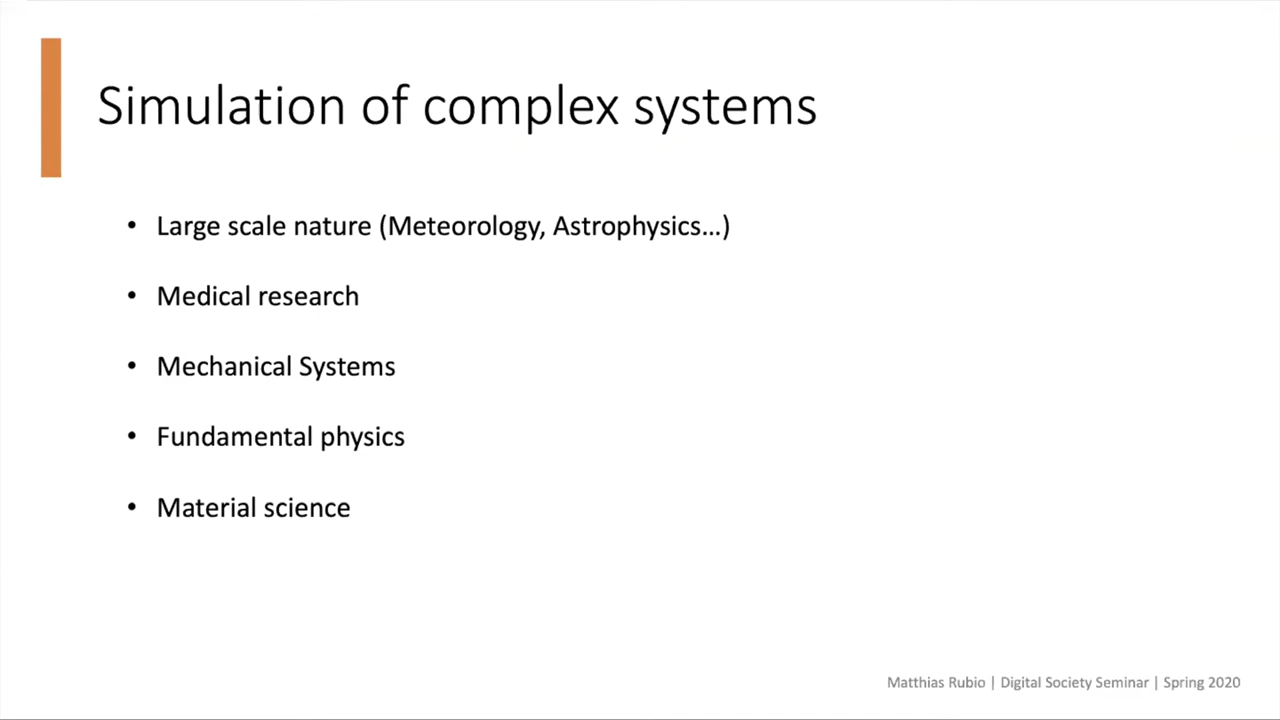 Simulation of complex systems
• Large scale nature (Meteorology, Astrophysics…)
• Medical research
• Mechanical Systems
• Fundamental physics
• Material science
Matthias Rubio | Digital Society Seminar | Spring 2020